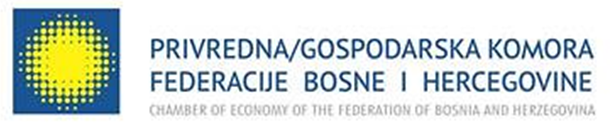 PRIVREDNA/GOSPODARSKA KOMORA
FEDERACIJE BOSNE I HERCEGOVINE
CHAMBER OF ECONOMY OF THE FEDERATION OF BOSNIA AND HERZEGOVINA